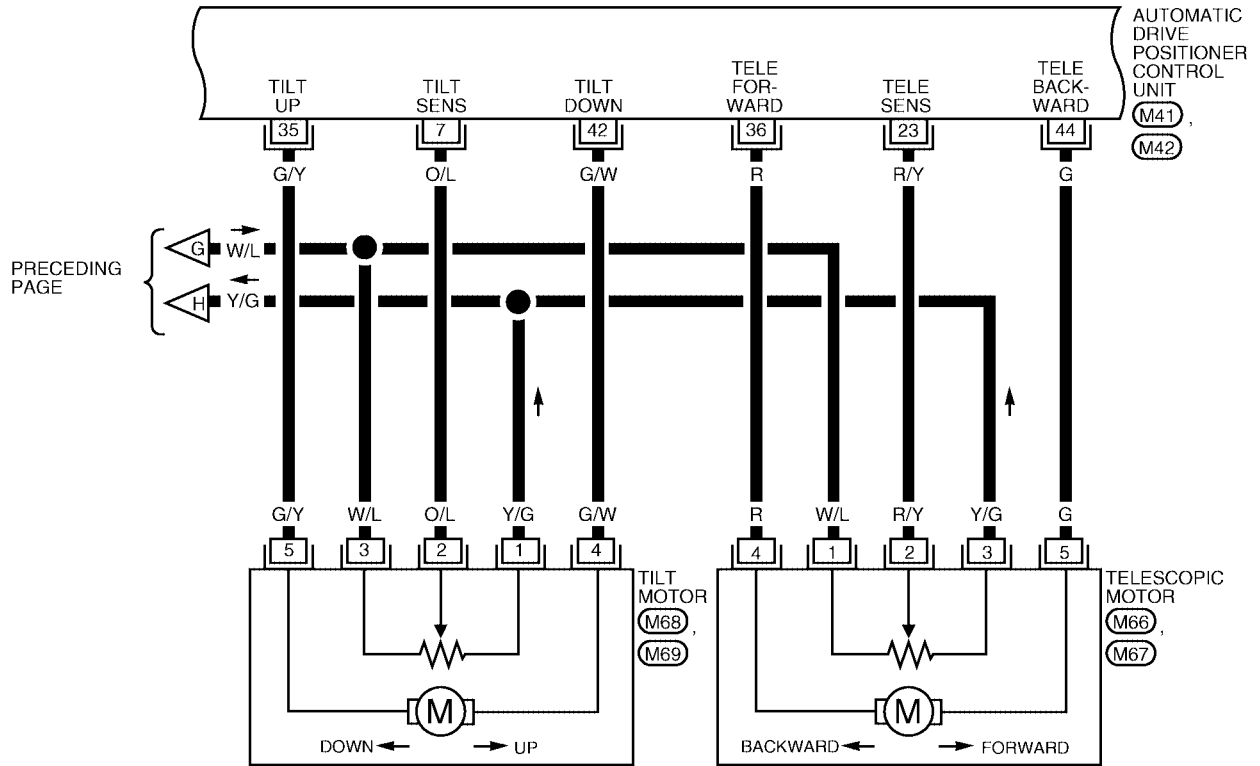 AUTOMATIC
DRIVE
POSITIONER
CONTROL
UNIT
M41 ,
M42
TILT
UP
TILT
SENS
TILT
DOWN
TELE
FOR-
WARD
TELE
SENS
TELE
BACK-
WARD
35 7 42 36 23 44
G/Y O/L G/W R R/Y G
PRECEDING
PAGE
G W/L
H Y/G
G/Y W/L O/L Y/G G/W R W/L R/Y Y/G G
5 3 2 1 4 4 1 2 3 5
TILT
MOTOR
M68 ,
M69
TELESCOPIC
MOTOR
M66 ,
M67
M
DOWN UP
M
BACKWARD FORWARD